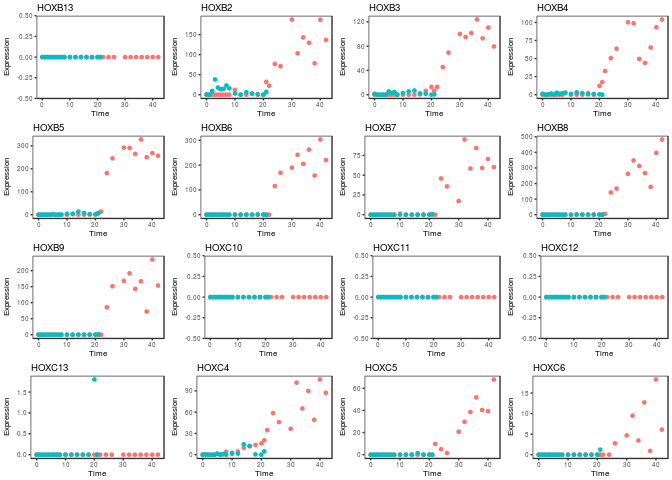 HOXB13 HOXB2 HOXB3 HOXB4
Expression 0.50 0.25 0.00 -0.25 -0.50 0 10 20 30 40 Time
Expression 150 100 50 0 0 10 20 30 40 Time
Expression 120 80 40 0 0 10 20 30 40 Time
Expression 100 75 50 25 0 0 10 20 30 40 Time
HOXB5 HOXB6 HOXB7 HOXB8
Expression 300 200 100 0 0 10 20 30 40 Time
Expression 300 200 100 0 0 10 20 30 40 Time
Expression 75 50 25 0 0 10 20 30 40 Time
Expression 500 400 300 200 100 0 0 10 20 30 40 Time
HOXB9 HOXC10 HOXC11 HOXC12
Expression 200 150 100 50 0 0 10 20 30 40 Time
Expression 0.50 0.25 0.00 -0.25 -0.50 0 10 20 30 40 Time
Expression 0.50 0.25 0.00 -0.25 -0.50 0 10 20 30 40 Time
Expression 0.50 0.25 0.00 -0.25 -0.50 0 10 20 30 40 Time
HOXC13 HOXC4 HOXC5 HOXC6
Expression 1.5 1.0 0.5 0.0 0 10 20 30 40 Time
Expression 90 60 30 0 0 10 20 30 40 Time
Expression 60 40 20 0 0 10 20 30 40 Time
Expression 15 10 5 0 0 10 20 30 40 Time